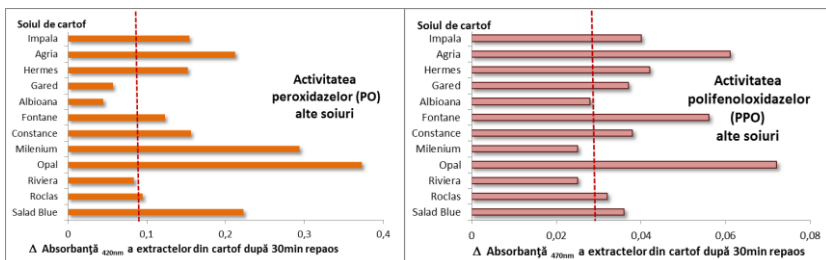 Soiul de cartof
Impala
Agria
Hermes
Gared
Albioana
Fontane
Constance
Milenium
Opal
Riviera
Roclas
Salad Blue
Activitatea
peroxidazelor (PO)
alte soiuri
0
0,1
0,2
0,3
0,4
Δ Absorbanţă 420nm a extractelor din cartof după 30min repaos
Soiul de cartof
Impala
Agria
Hermes
Gared
Albioana
Fontane
Constance
Milenium
Opal
Riviera
Roclas
Salad Blue
Activitatea
polifenoloxidazelor
(PPO)
alte soiuri
0
0,02
0,04
0,06
0,08
Δ Absorbanţă 470nm a extractelor din cartof după 30min repaos